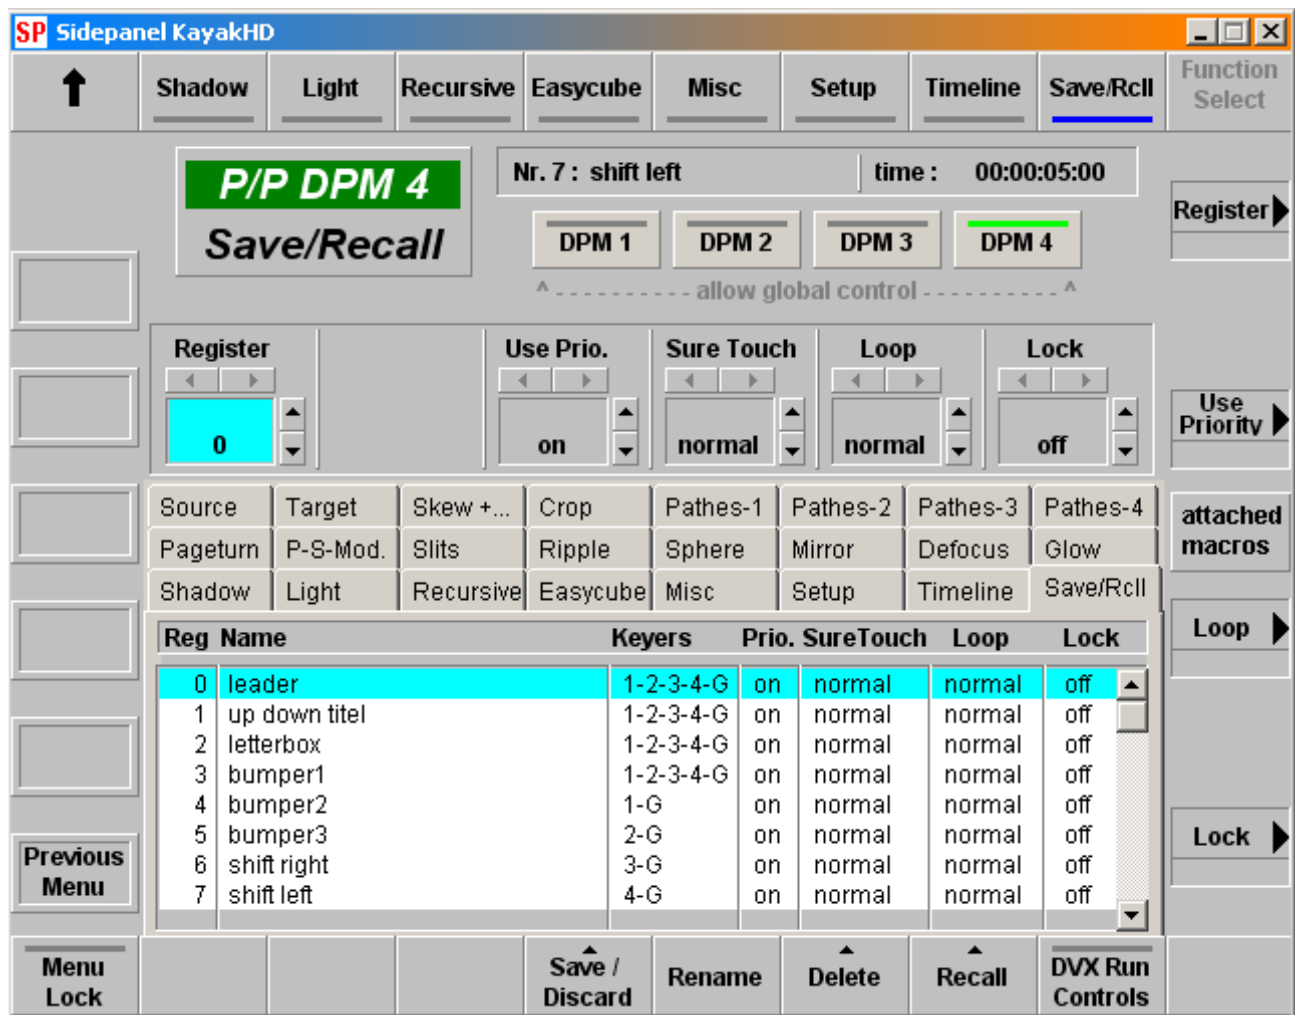 SP Sidepanel KayakHD
Shadow Light Recursive Easycube Misc Setup Timeline Save/Rcll Function Select
P/P DPM 4
Save/Recall
Nr. 7 : shift left time : 00:00:05:00
DPM 1 DPM 2 DPM 3 DPM 4
^ - - - - - - - - - - allow global control - - - - - - - - - - ^
Register
Register Use Prio. Sure Touch Loop Lock
0 on normal normal off
Use Priority
Source Target Skew +... Crop Pathes-1 Pathes-2 Pathes-3 Pathes-4
Pageturn P-S-Mod. Slits Ripple Sphere Mirror Defocus Glow
Shadow Light Recursive Easycube Misc Setup Timeline Save/Rcll
attached macros
Reg Name Keyers Prio. SureTouch Loop Lock
0 leader 1-2-3-4-G on normal normal off
1 up down titel 1-2-3-4-G on normal normal off
2 letterbox 1-2-3-4-G on normal normal off
3 bumper1 1-2-3-4-G on normal normal off
4 bumper2 1-G on normal normal off
5 bumper3 2-G on normal normal off
6 shift right 3-G on normal normal off
7 shift left 4-G on normal normal off
Loop
Lock
Previous Menu
Menu Lock
Save / Discard
Rename
Delete
Recall
DVX Run Controls